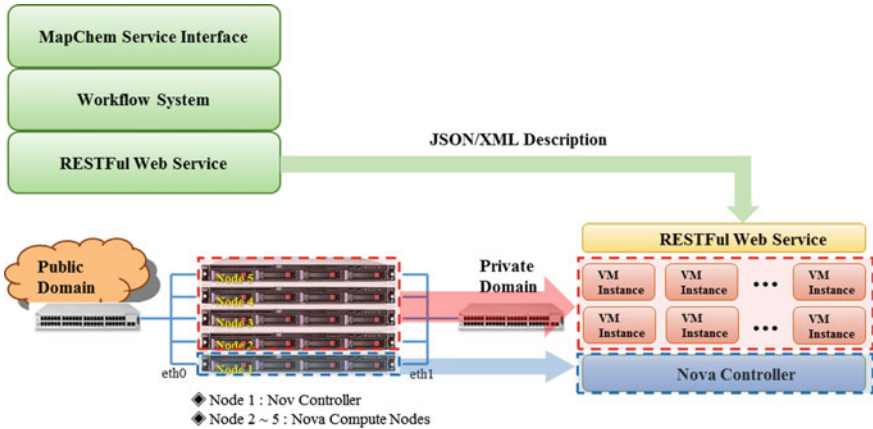 MapChem Service Interface
Workflow System
RESTFul Web Service
JSON/XML Description
RESTFul Web Service
Public
Domain
Node 5
Node 4
Node 3
Node 2
Node 1
eth0
eth1
Private
Domain
VM
Instance
VM
Instance
...
VM
Instance
VM
Instance
VM
Instance
...
VM
Instance
Nova Controller
◈ Node 1 : Nov Controller
◈ Node 2 ~ 5 : Nova Compute Nodes